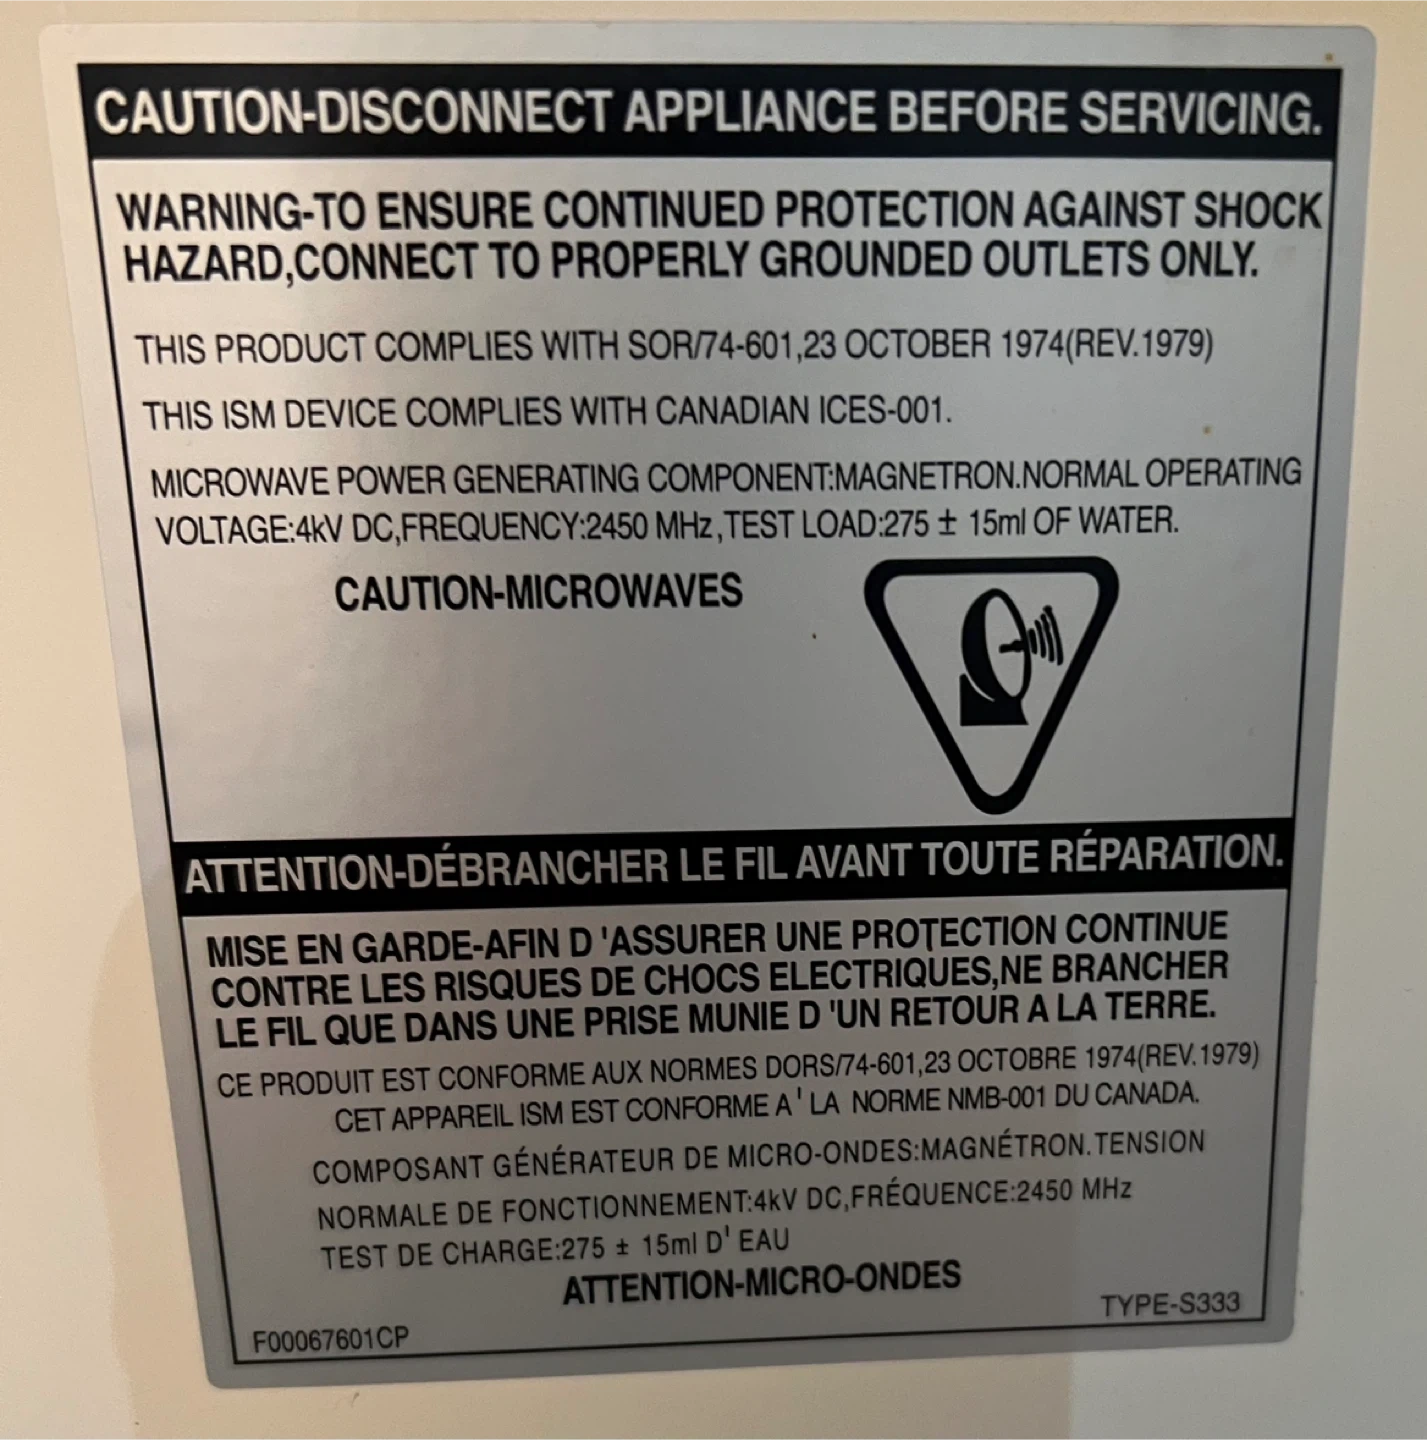 CAUTION-DISCONNECT APPLIANCE BEFORE SERVICING.
WARNING-TO ENSURE CONTINUED PROTECTION AGAINST SHOCK
HAZARD,CONNECT TO PROPERLY GROUNDED OUTLETS ONLY.
THIS PRODUCT COMPLIES WITH SOR/74-601,23 OCTOBER 1974(REV.1979)
THIS ISM DEVICE COMPLIES WITH CANADIAN ICES-001.
MICROWAVE POWER GENERATING COMPONENT:MAGNETRON.NORMAL OPERATING
VOLTAGE:4kV DC,FREQUENCY:2450 MHz,TEST LOAD:275 ± 15ml OF WATER.
CAUTION-MICROWAVES
ATTENTION-DÉBRANCHER LE FIL AVANT TOUTE RÉPARATION.
MISE EN GARDE-AFIN D 'ASSURER UNE PROTECTION CONTINUE
CONTRE LES RISQUES DE CHOCS ELECTRIQUES,NE BRANCHER
LE FIL QUE DANS UNE PRISE MUNIE D 'UN RETOUR A LA TERRE.
CE PRODUIT EST CONFORME AUX NORMES DORS/74-601,23 OCTOBRE 1974(REV.1979)
CET APPAREIL ISM EST CONFORME A ' LA NORME NMB-001 DU CANADA.
COMPOSANT GÉNÉRATEUR DE MICRO-ONDES:MAGNÉTRON.TENSION
NORMALE DE FONCTIONNEMENT:4kV DC,FRÉQUENCE:2450 MHz
TEST DE CHARGE:275 ± 15ml D' EAU
ATTENTION-MICRO-ONDES
TYPE-S333
F00067601CP